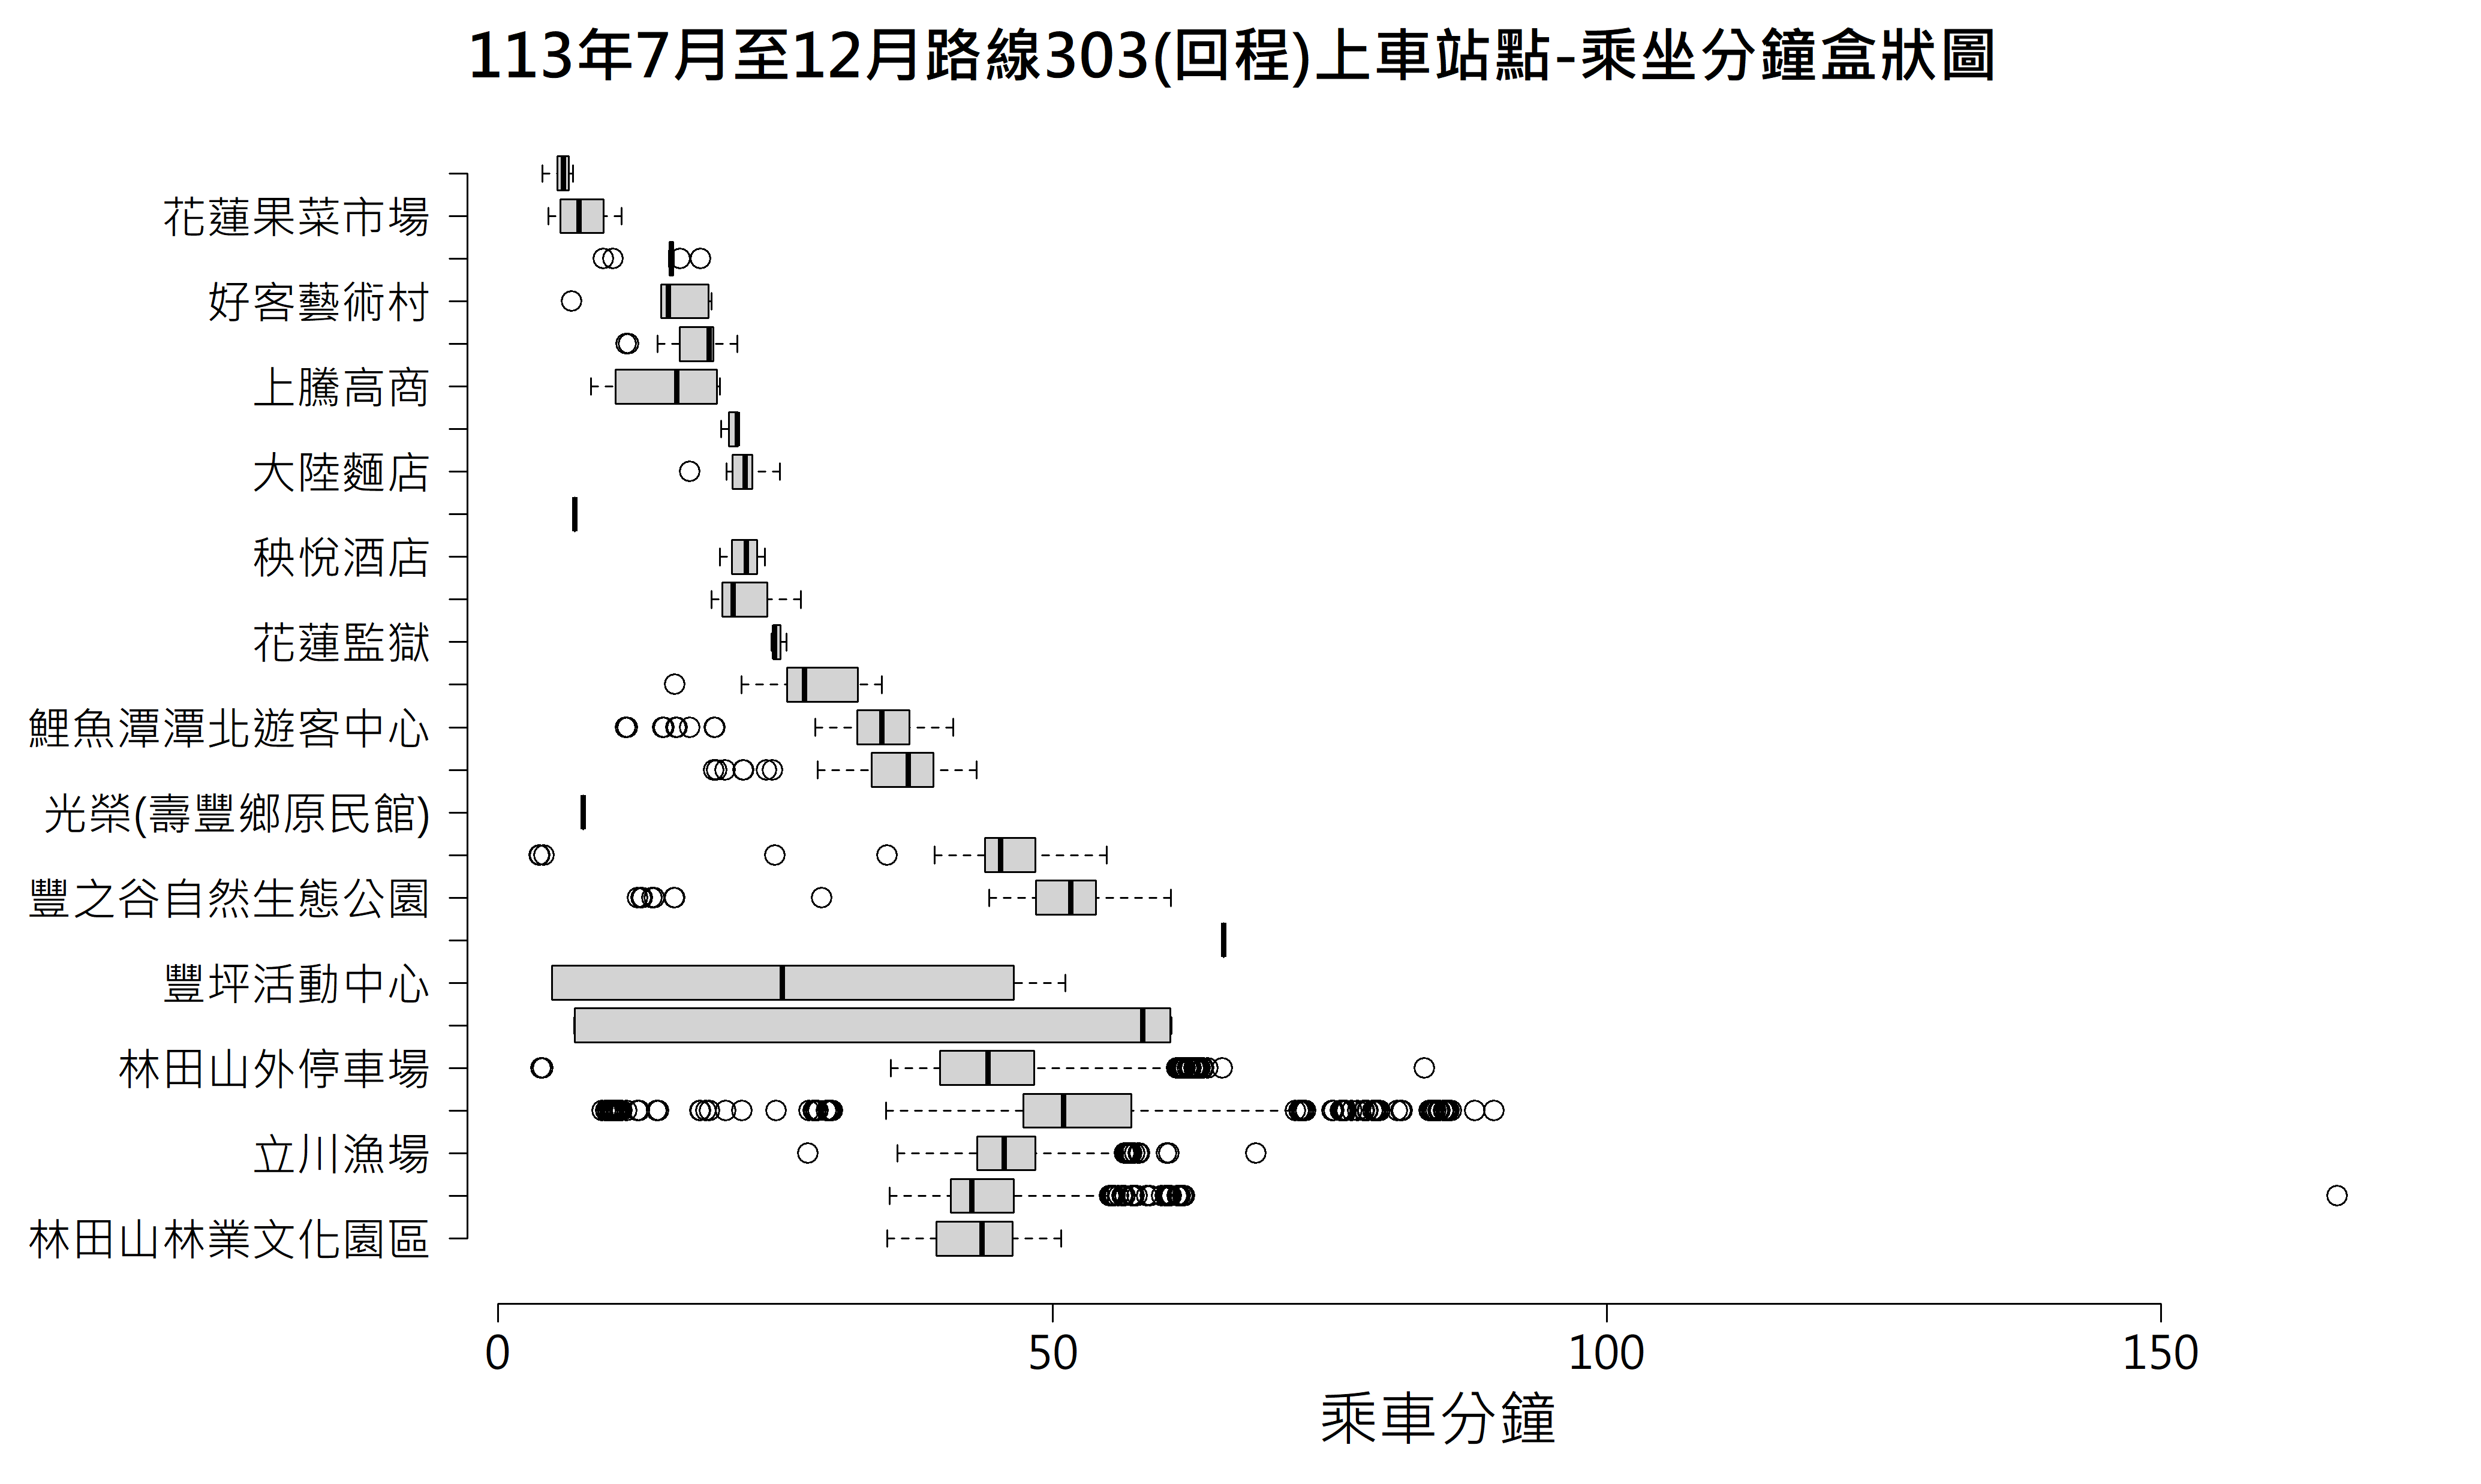 113年7月至12月路線303(回程)上車站點-乘坐分鐘盒狀圖
花蓮果菜市場
好客藝術村
上騰高商
大陸麵店
秧悅酒店
花蓮監獄
鯉魚潭潭北遊客中心
光榮(壽豐鄉原民館)
豐之谷自然生態公園
豐坪活動中心
林田山外停車場
立川漁場
林田山林業文化園區
0 50 100 150
乘車分鐘